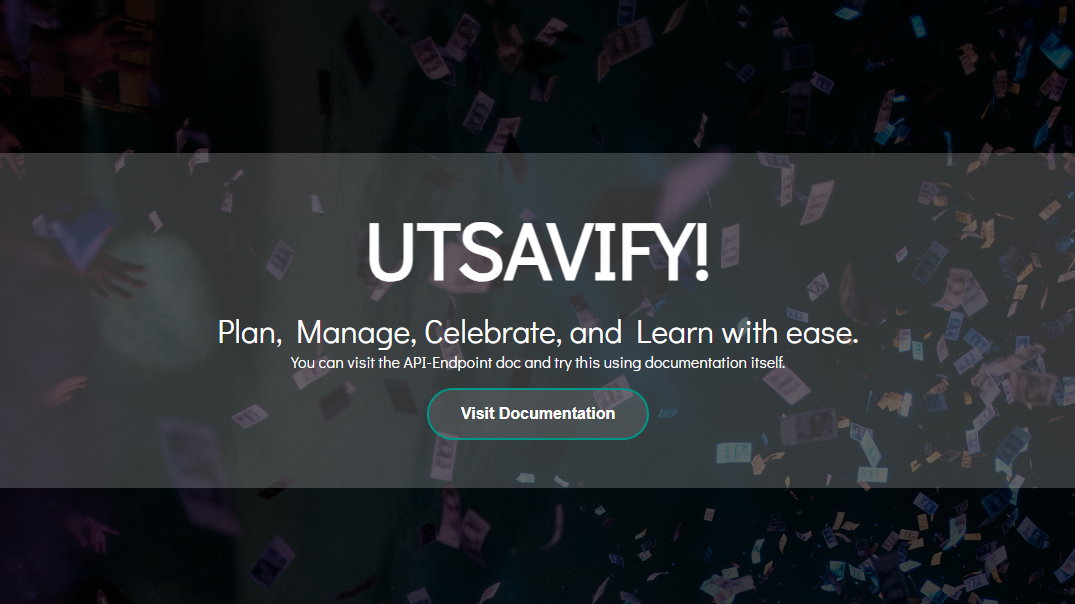 UTSAVIFY!
Plan, Manage, Celebrate, and Learn with ease.
You can visit the API-Endpoint doc and try this using documentation itself.
Visit Documentation